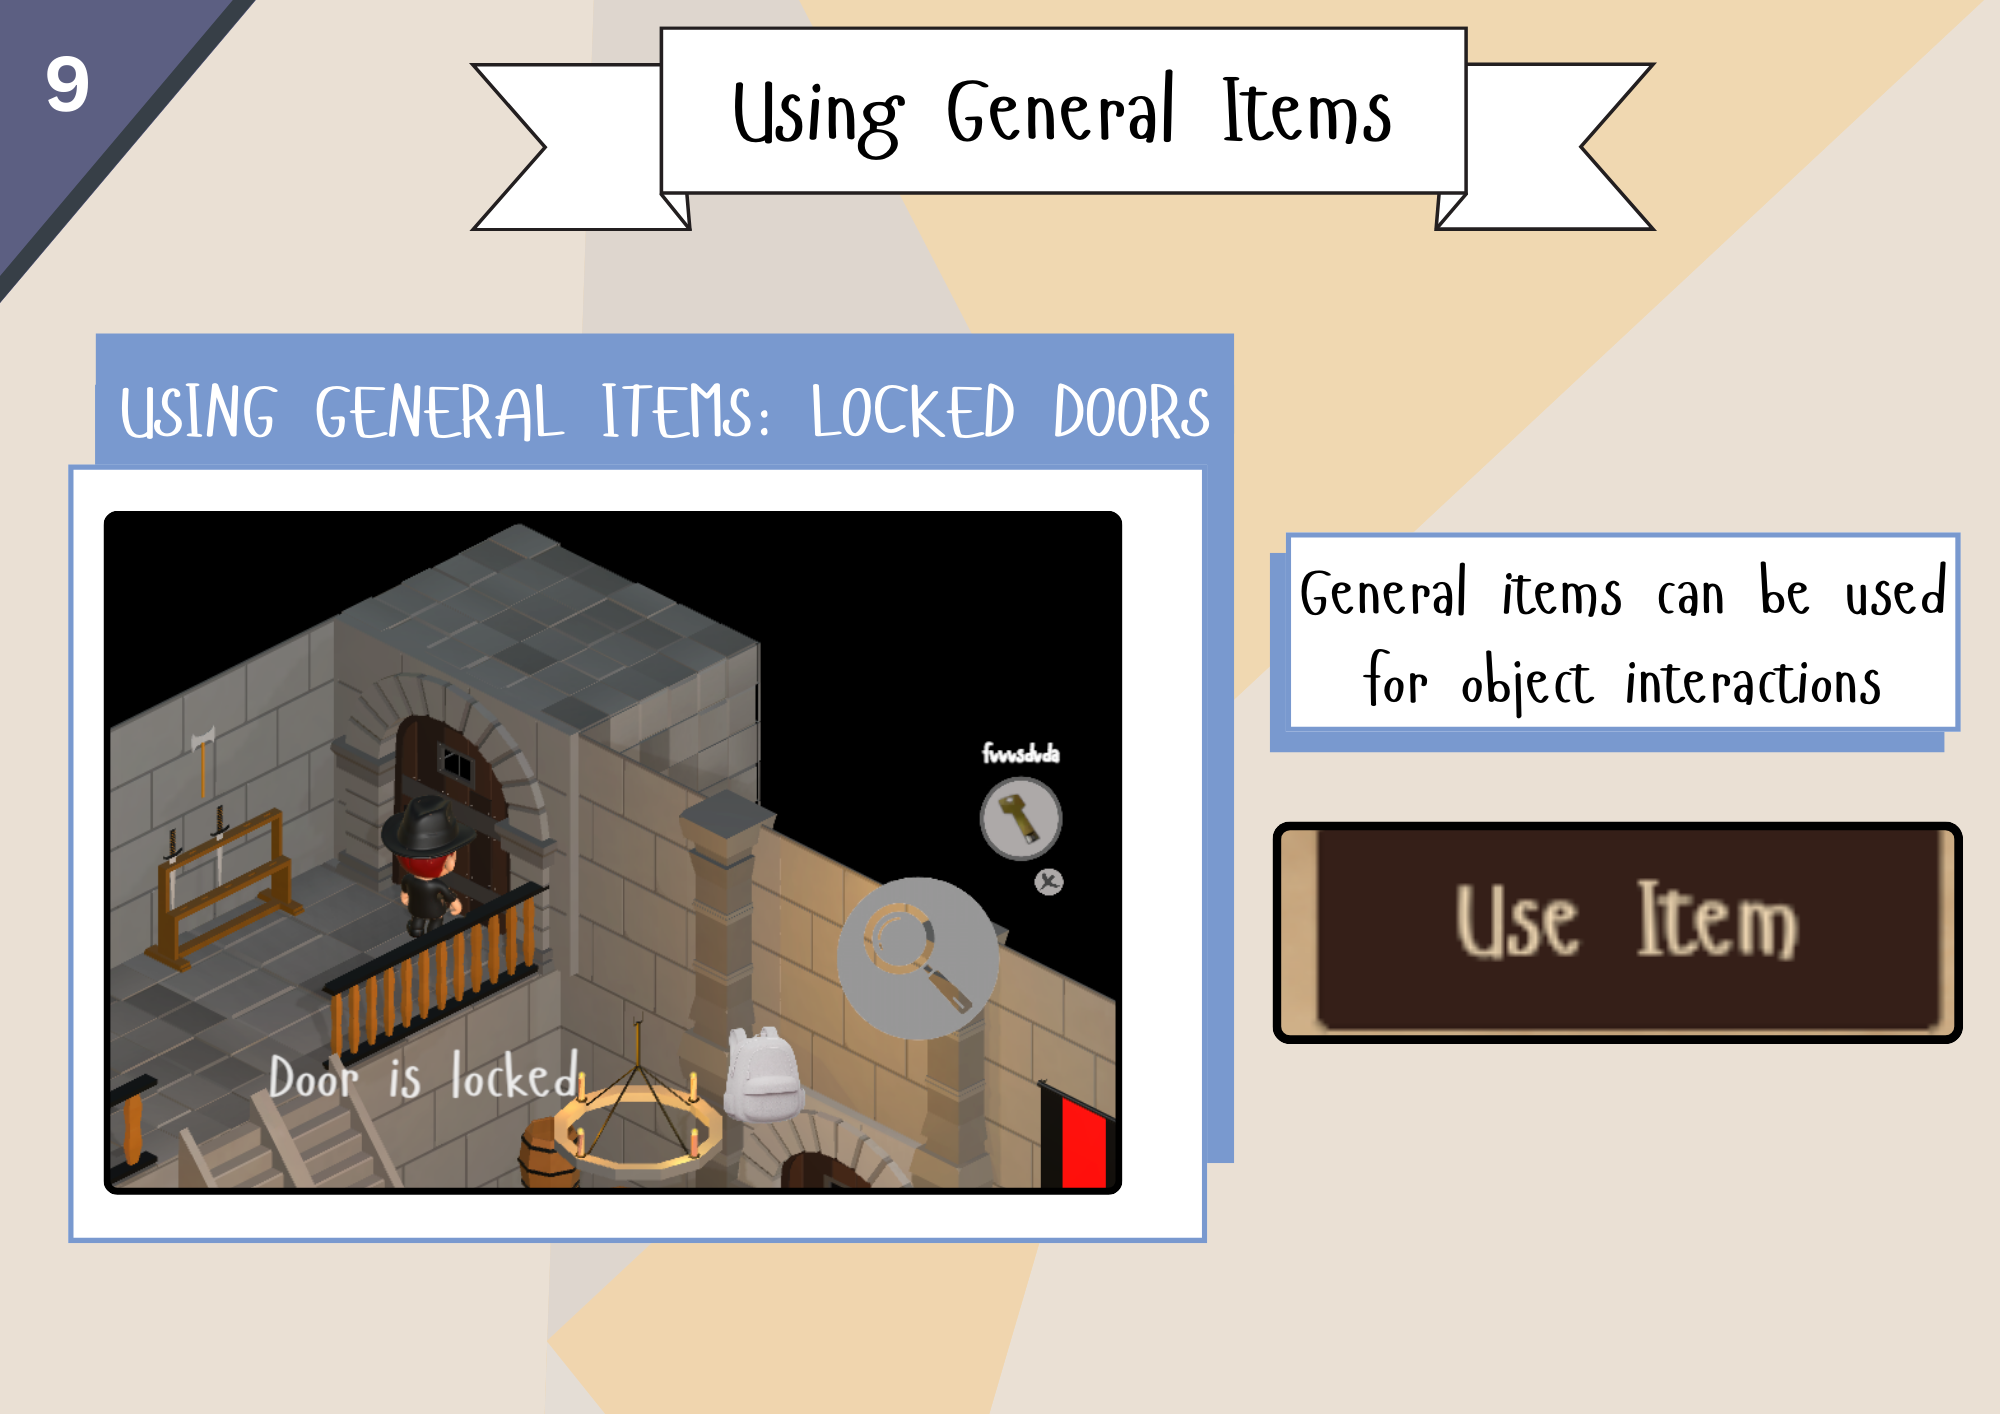 9
Using General Items
USING GENERAL ITEMS: LOCKED DOORS
General items can be used
for object interactions
fvvvsdvda
Door is locked
Use Item